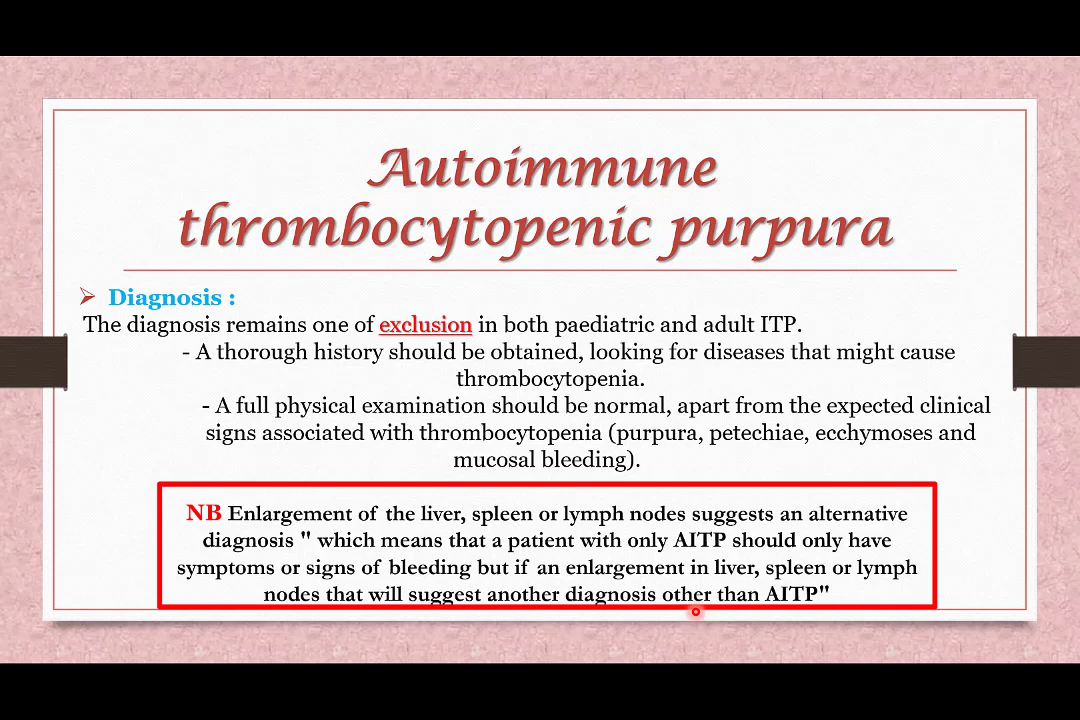 Autoimmune
thrombocytopenic purpura
Diagnosis :
The diagnosis remains one of exclusion in both paediatric and adult ITP.
- A thorough history should be obtained, looking for diseases that might cause
thrombocytopenia.
- A full physical examination should be normal, apart from the expected clinical
signs associated with thrombocytopenia (purpura, petechiae, ecchymoses and
mucosal bleeding).
NB Enlargement of the liver, spleen or lymph nodes suggests an alternative
diagnosis " which means that a patient with only AITP should only have
symptoms or signs of bleeding but if an enlargement in liver, spleen or lymph
nodes that will suggest another diagnosis other than AITP"